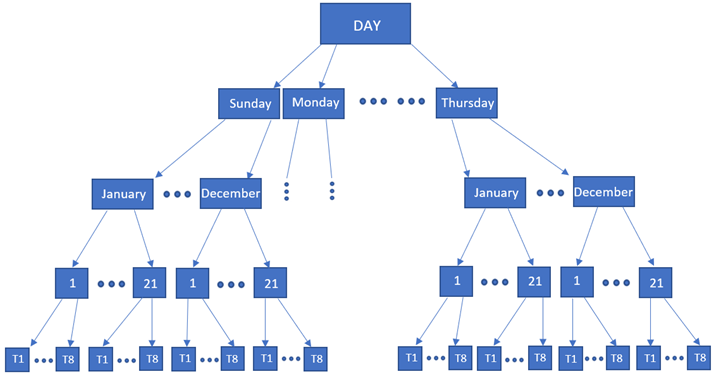 DAY
Sunday Monday Thursday
January December January December
1 21 1 21 1 21 1 21
T1 T8 T1 T8 T1 T8 T1 T8 T1 T8 T1 T8 T1 T8 T1 T8